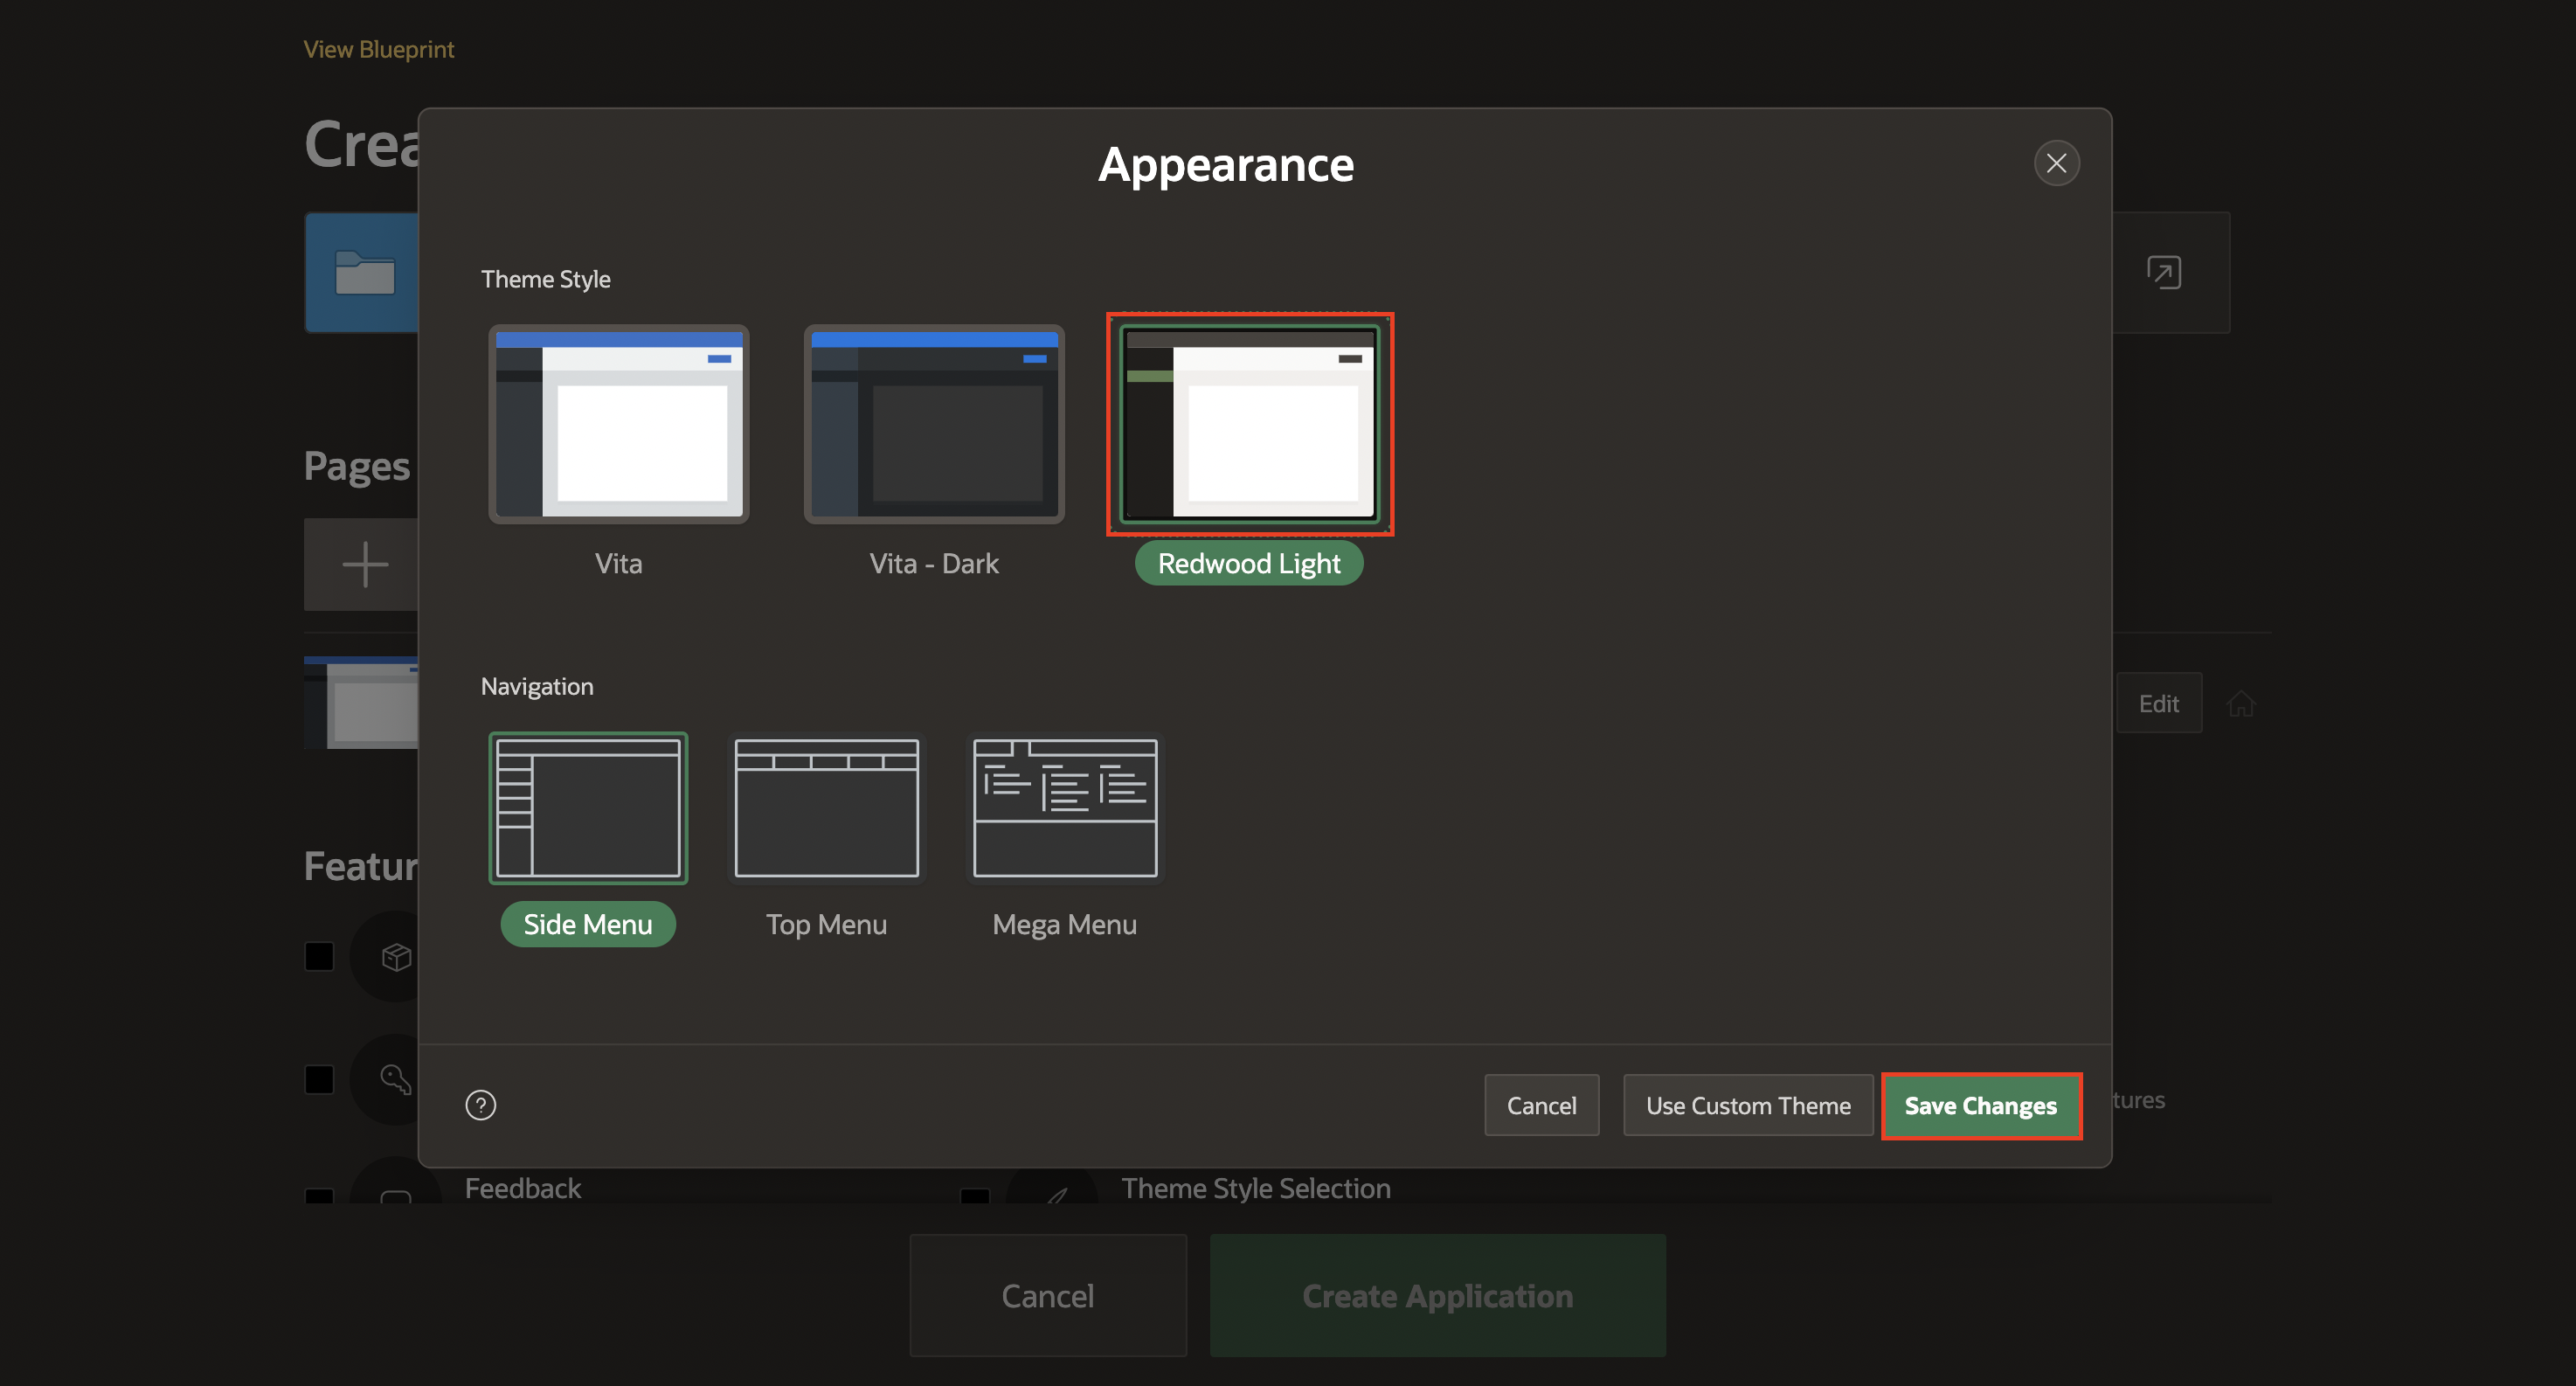 View Blueprint
Crea
Appearance
Theme Style
Vita
Vita - Dark
Redwood Light
Pages
Navigation
Edit
Side Menu
Top Menu
Mega Menu
Featur
?
Cancel
Use Custom Theme
Save Changes
tures
Feedback
Theme Style Selection
Cancel
Create Application